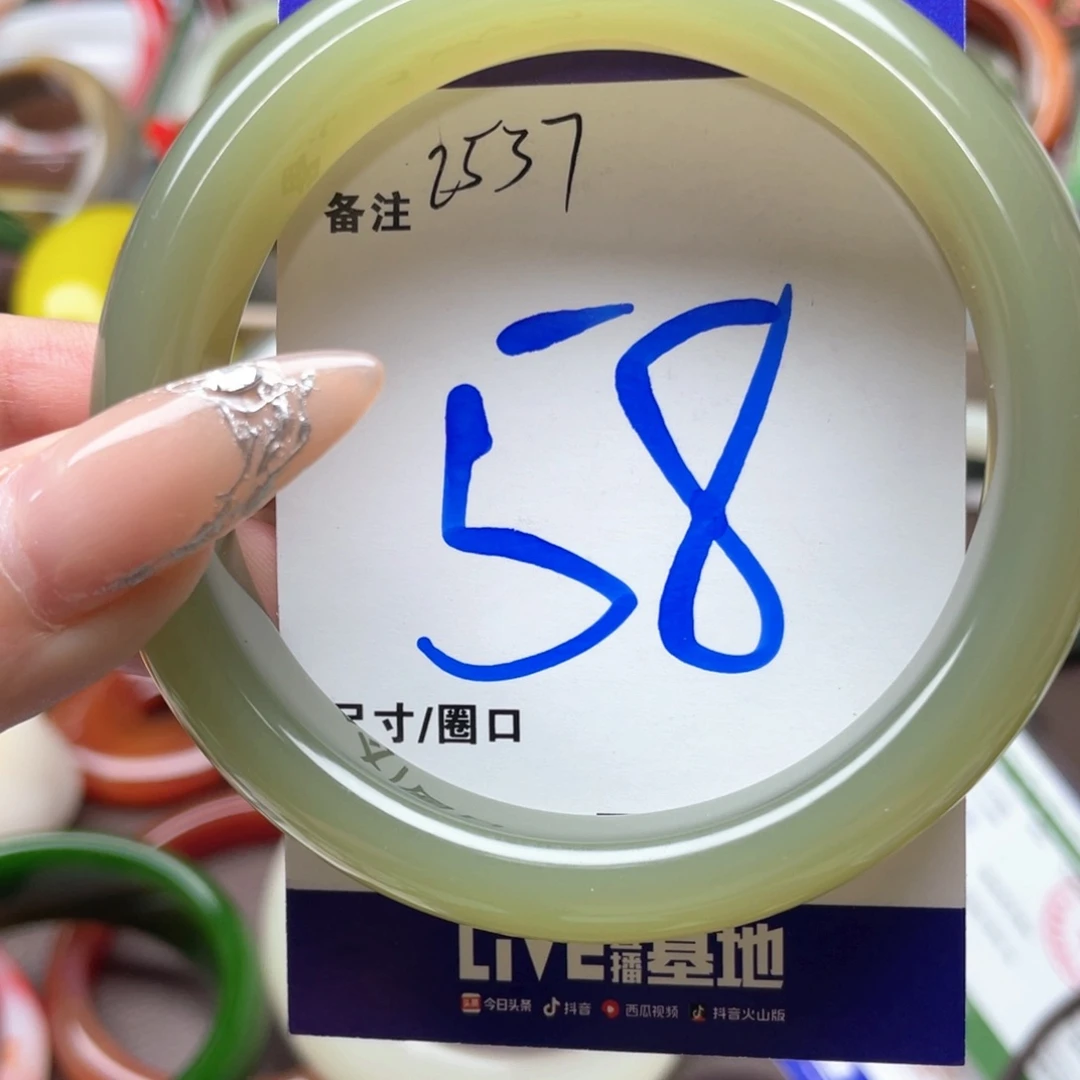 备注 2537
58
尺寸/圈口
LIVE直播基地
今日头条 抖音 西瓜视频 抖音火山版